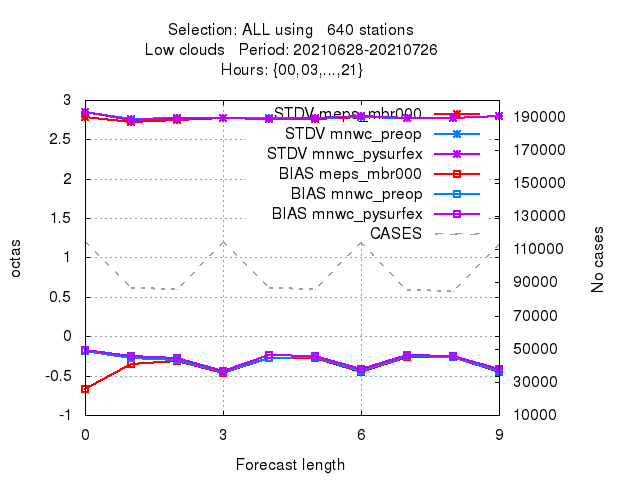 Selection: ALL using   640 stations
Low clouds   Period: 20210628-20210726
Hours: {00,03,...,21}
3
2.5
2
1.5
1
0.5
0
-0.5
-1
octas
STDV meps_mbr000
STDV mnwc_preop
STDV mnwc_pysurfex
BIAS meps_mbr000
BIAS mnwc_preop
BIAS mnwc_pysurfex
CASES
190000
170000
150000
130000
110000
90000
70000
50000
30000
10000
No cases
0
3
6
9
Forecast length